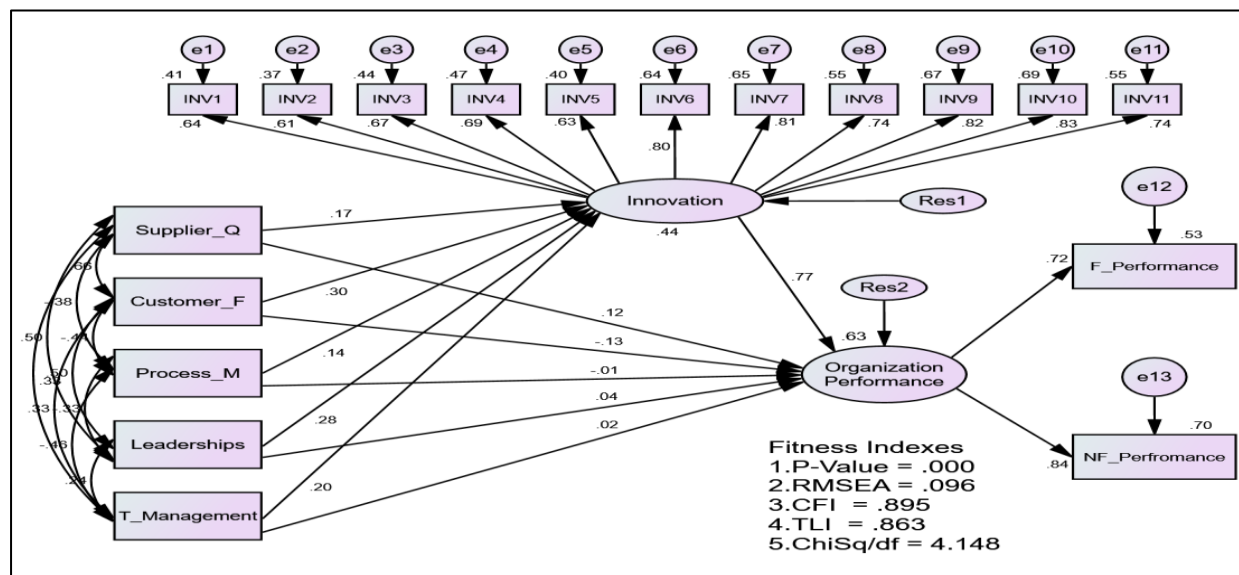 e1 e2 e3 e4 e5 e6 e7 e8 e9 e10 e11
.41 .37 .44 .47 .40 .64 .65 .55 .67 .69 .55
INV1 INV2 INV3 INV4 INV5 INV6 INV7 INV8 INV9 INV10 INV11
.64 .61 .67 .69 .63 .80 .81 .74 .82 .83 .74
Innovation
.44
Res1
e12
.53
F_Performance
.72
Supplier_Q
.17
.77
Res2
.66
Customer_F
.30
.12
.63
-.38
.50
-.13
Process_M
.14
-.01
Organization
Performance
e13
.04
.33
Leaderships
.28
.02
.70
NF_Perfromance
.84
-.46
.24
T_Management
.20
Fitness Indexes
1.P-Value = .000
2.RMSEA = .096
3.CFI = .895
4.TLI = .863
5.ChiSq/df = 4.148